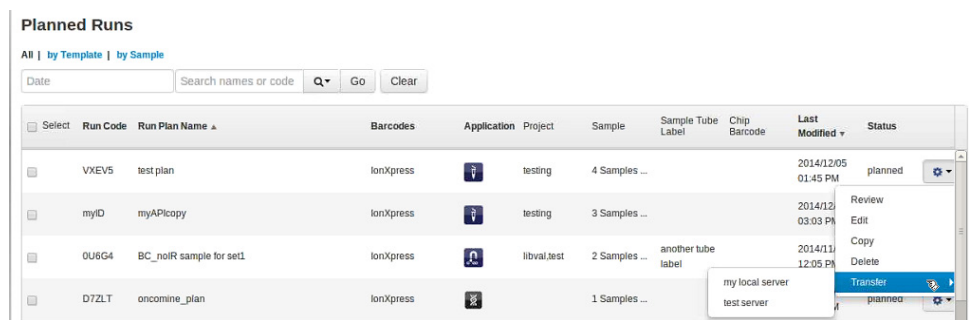 Planned Runs
All | by Template | by Sample
Date Search names or code Go Clear
Select Run Code Run Plan Name Barcodes Application Project Sample Sample Tube Label Chip Barcode Last Modified Status
VXEV5 test plan IonXpress testing 4 Samples ... 2014/12/05 01:45 PM planned
myID myAPIcopy IonXpress testing 3 Samples ... 03:03 PM
0U6G4 BC_noIR sample for set1 IonXpress libval,test 2 Samples ... another tube label 12:05 PM
D7ZLT oncomine_plan IonXpress 1 Samples ... planned
Review
Edit
Copy
Delete
Transfer
my local server
test server